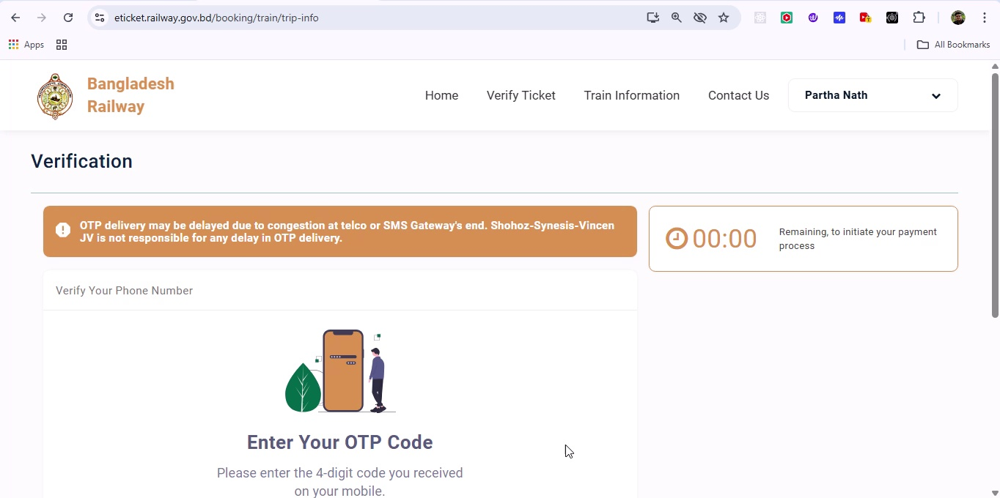 eticket.railway.gov.bd/booking/train/trip-info
Apps
All Bookmarks
Bangladesh
Railway
Home
Verify Ticket
Train Information
Contact Us
Partha Nath
Verification
OTP delivery may be delayed due to congestion at telco or SMS Gateway's end. Shohoz-Synesis-Vincen
JV is not responsible for any delay in OTP delivery.
00:00
Remaining, to initiate your payment
process
Verify Your Phone Number
Enter Your OTP Code
Please enter the 4-digit code you received
on your mobile.